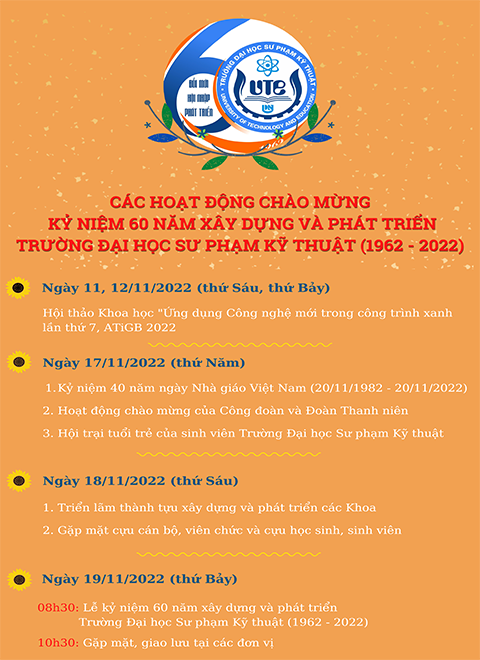 ĐỔI MỚI
HỘI NHẬP
PHÁT TRIỂN
TRƯỜNG ĐẠI HỌC SƯ PHẠM KỸ THUẬT
UTE
UNIVERSITY OF TECHNOLOGY AND EDUCATION
CÁC HOẠT ĐỘNG CHÀO MỪNG
KỶ NIỆM 60 NĂM XÂY DỰNG VÀ PHÁT TRIỂN
TRƯỜNG ĐẠI HỌC SƯ PHẠM KỸ THUẬT (1962 - 2022)
Ngày 11, 12/11/2022 (thứ Sáu, thứ Bảy)
Hội thảo Khoa học "Ứng dụng Công nghệ mới trong công trình xanh
lần thứ 7, ATiGB 2022
Ngày 17/11/2022 (thứ Năm)
1. Kỷ niệm 40 năm ngày Nhà giáo Việt Nam (20/11/1982 - 20/11/2022)
2. Hoạt động chào mừng của Công đoàn và Đoàn Thanh niên
3. Hội trại tuổi trẻ của sinh viên Trường Đại học Sư phạm Kỹ thuật
Ngày 18/11/2022 (thứ Sáu)
1. Triển lãm thành tựu xây dựng và phát triển các Khoa
2. Gặp mặt cựu cán bộ, viên chức và cựu học sinh, sinh viên
Ngày 19/11/2022 (thứ Bảy)
08h30: Lễ kỷ niệm 60 năm xây dựng và phát triển
Trường Đại học Sư phạm Kỹ thuật (1962 - 2022)
10h30: Gặp mặt, giao lưu tại các đơn vị